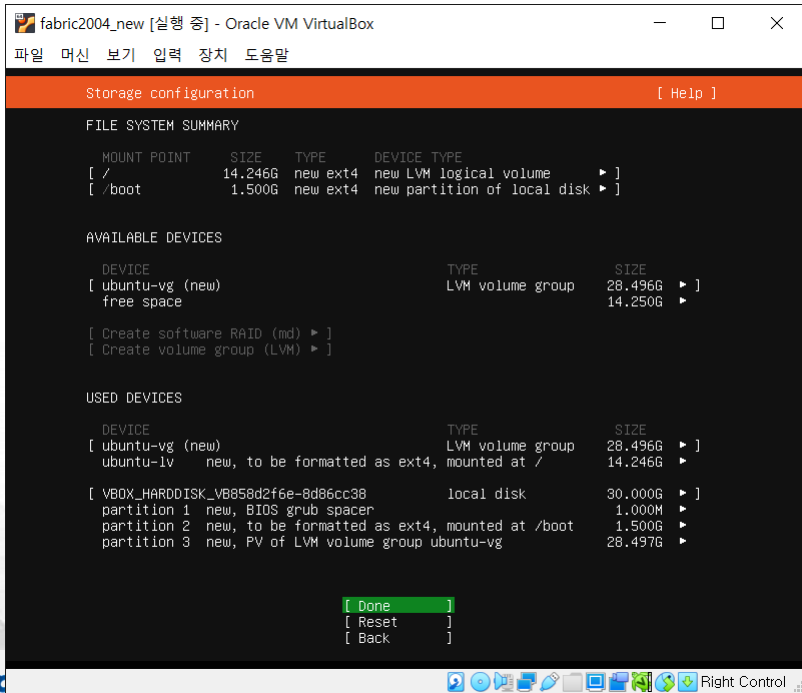 fabric2004_new [실행 중] - Oracle VM VirtualBox
파일 머신 보기 입력 장치 도움말
Storage configuration [ Help ]
FILE SYSTEM SUMMARY
MOUNT POINT SIZE TYPE DEVICE TYPE
[ / 14.246G new ext4 new LVM logical volume ▸ ]
[ /boot 1.500G new ext4 new partition of local disk ▸ ]
AVAILABLE DEVICES
DEVICE TYPE SIZE
[ ubuntu-vg (new) LVM volume group 28.496G ▸ ]
free space 14.250G ▸
[ Create software RAID (md) ▸ ]
[ Create volume group (LVM) ▸ ]
USED DEVICES
DEVICE TYPE SIZE
[ ubuntu-vg (new) LVM volume group 28.496G ▸ ]
ubuntu-lv new, to be formatted as ext4, mounted at / 14.246G ▸
[ VBOX_HARDDISK_VB858d2f6e-8d86cc38 local disk 30.000G ▸ ]
partition 1 new, BIOS grub spacer 1.000M ▸
partition 2 new, to be formatted as ext4, mounted at /boot 1.500G ▸
partition 3 new, PV of LVM volume group ubuntu-vg 28.497G ▸
[ Done ]
[ Reset ]
[ Back ]
Right Control